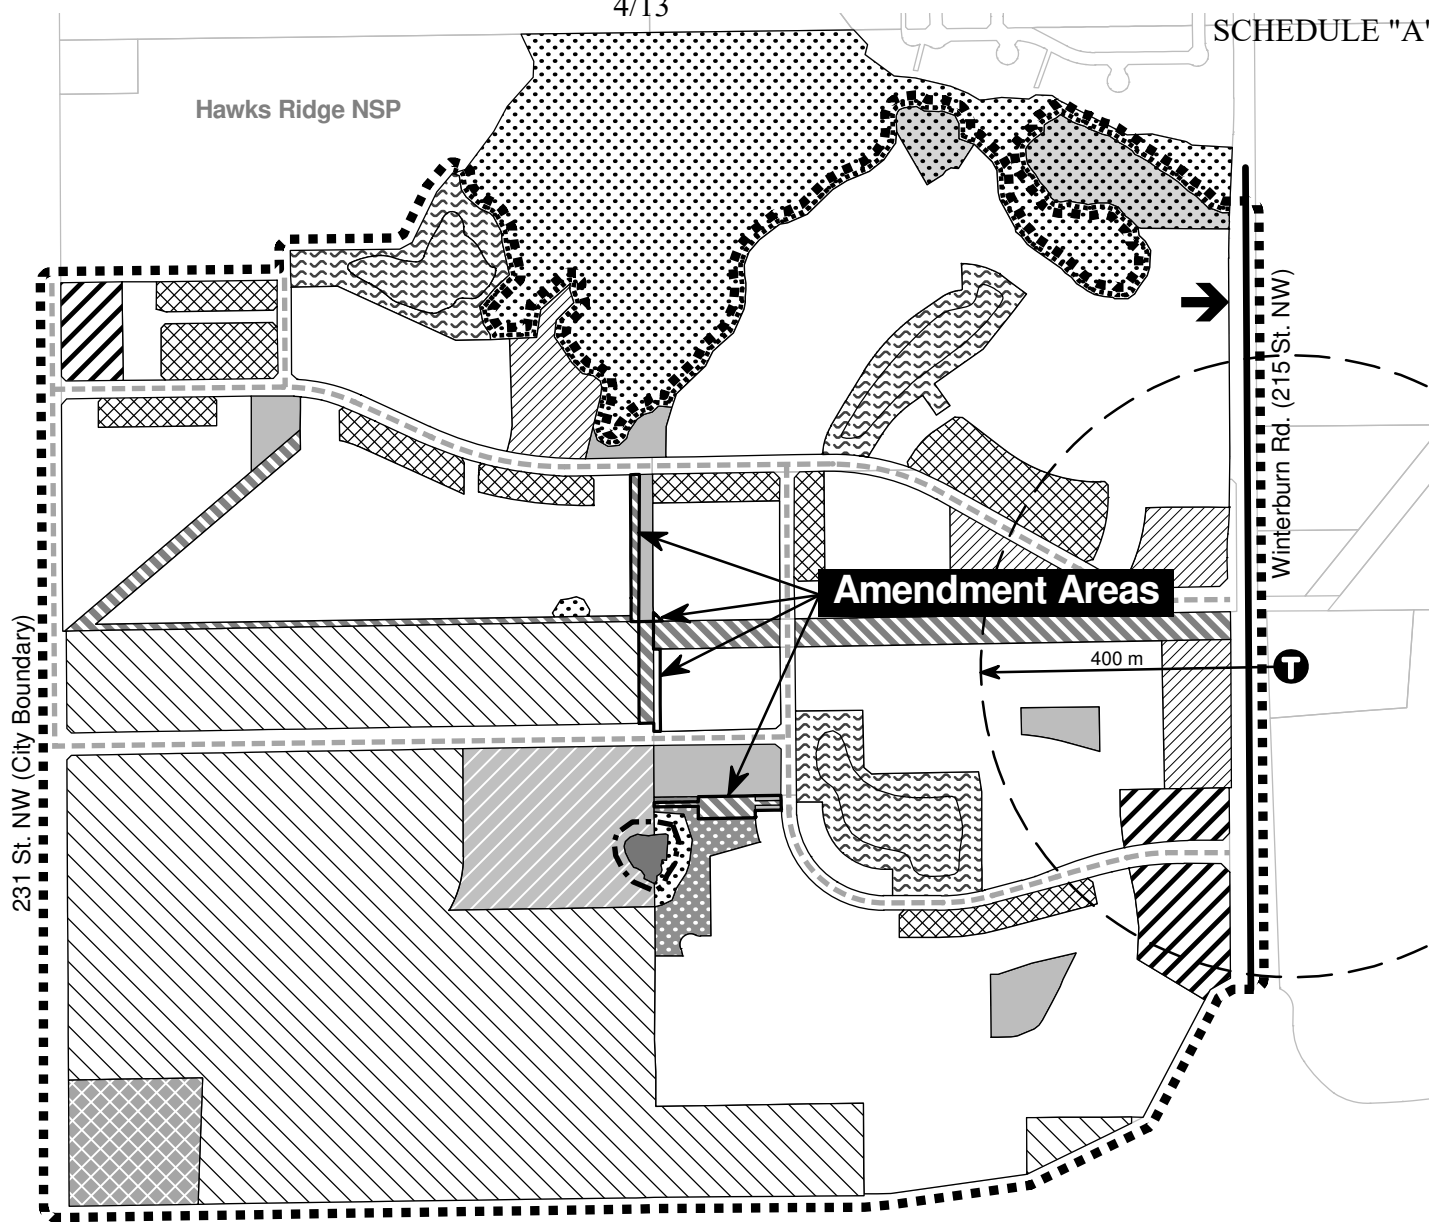 4/13
SCHEDULE "A"
Hawks Ridge NSP
Winterburn Rd. (215 St. NW)
Amendment Areas
400 m
T
231 St. NW (City Boundary)